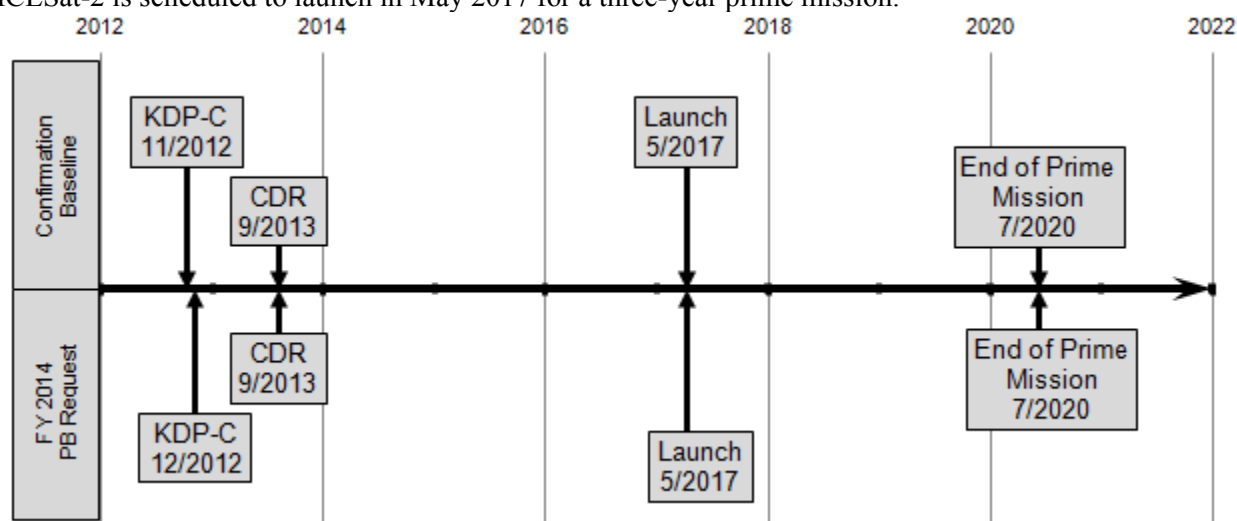 ICESat-2 is scheduled to launch in May 2017 for a three-year prime mission.
2012 2014 2016 2018 2020 2022
Confirmation
Baseline
KDP-C
11/2012
CDR
9/2013
Launch
5/2017
End of Prime
Mission
7/2020
FY 2014
PB Request
KDP-C
12/2012
CDR
9/2013
Launch
5/2017
End of Prime
Mission
7/2020